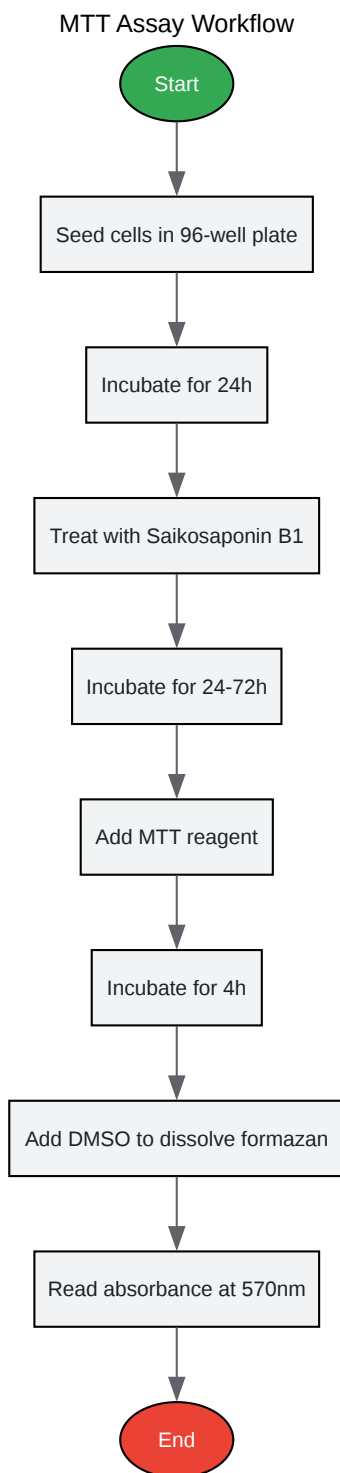 MTT Assay Workflow
Start
Seed cells in 96-well plate
Incubate for 24h
Treat with Saikosaponin B1
Incubate for 24-72h
Add MTT reagent
Incubate for 4h
Add DMSO to dissolve formazan
Read absorbance at 570nm
End